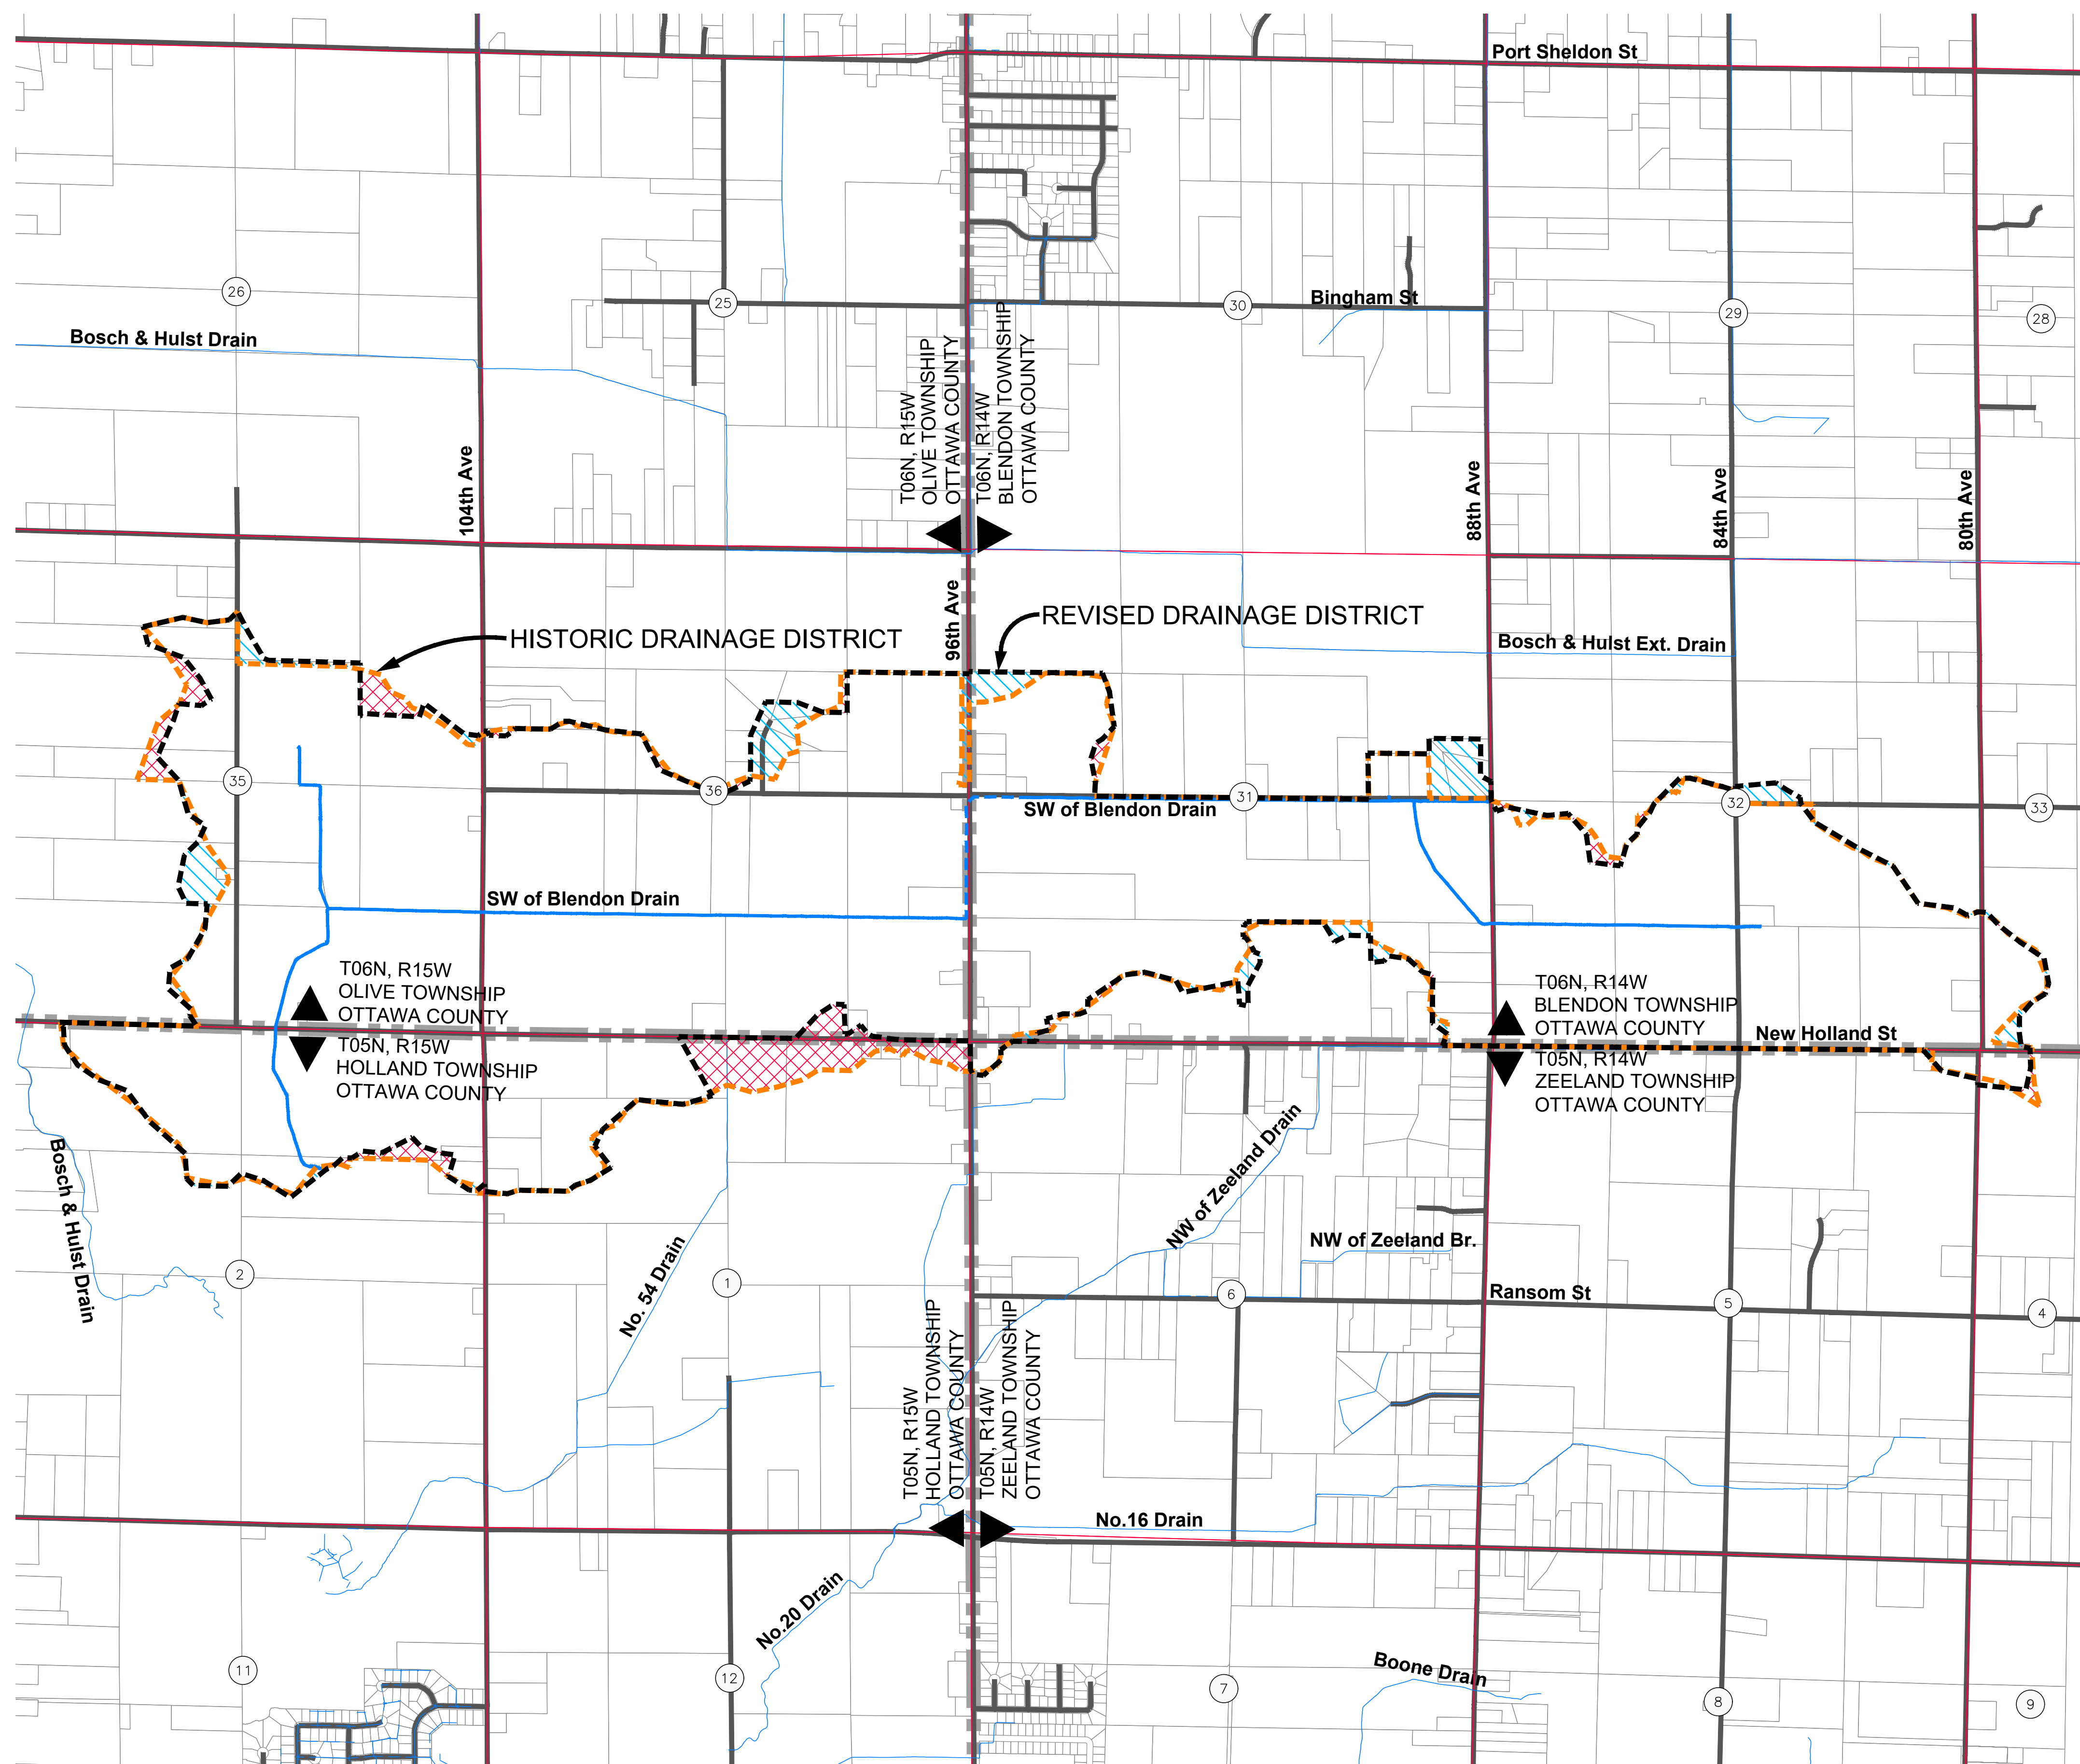 Port Sheldon St
26
25
30
Bingham St
29
28
Bosch & Hulst Drain
T06N, R15W
OLIVE TOWNSHIP
OTTAWA COUNTY
T06N, R14W
BLENDON TOWNSHIP
OTTAWA COUNTY
104th Ave
88th Ave
84th Ave
80th Ave
96th Ave
HISTORIC DRAINAGE DISTRICT
REVISED DRAINAGE DISTRICT
Bosch & Hulst Ext. Drain
35
36
31
32
33
SW of Blendon Drain
SW of Blendon Drain
T06N, R15W
OLIVE TOWNSHIP
OTTAWA COUNTY
T05N, R15W
HOLLAND TOWNSHIP
OTTAWA COUNTY
T06N, R14W
BLENDON TOWNSHIP
OTTAWA COUNTY
New Holland St
T05N, R14W
ZEELAND TOWNSHIP
OTTAWA COUNTY
Bosch & Hulst Drain
NW of Zeeland Drain
NW of Zeeland Br.
No. 54 Drain
2
1
6
Ransom St
5
4
T05N, R15W
HOLLAND TOWNSHIP
OTTAWA COUNTY
T05N, R14W
ZEELAND TOWNSHIP
OTTAWA COUNTY
No.16 Drain
No.20 Drain
Boone Drain
11
12
7
8
9